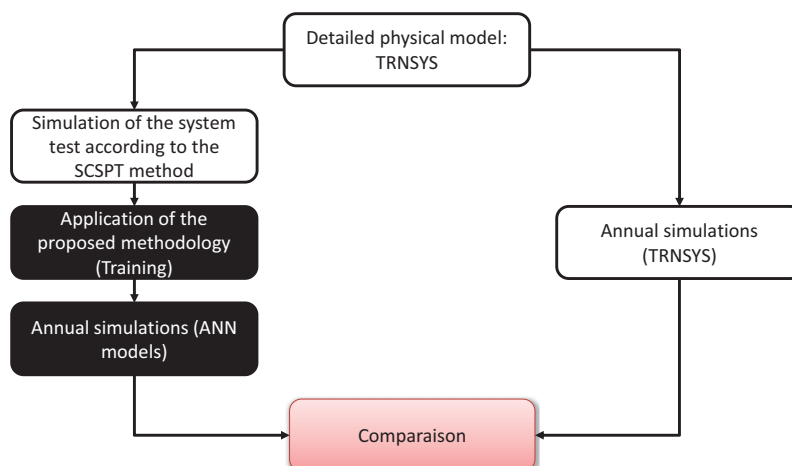 Detailed physical model:
TRNSYS
Simulation of the system
test according to the
SCSPT method
Application of the
proposed methodology
(Training)
Annual simulations (ANN
models)
Annual simulations
(TRNSYS)
Comparaison